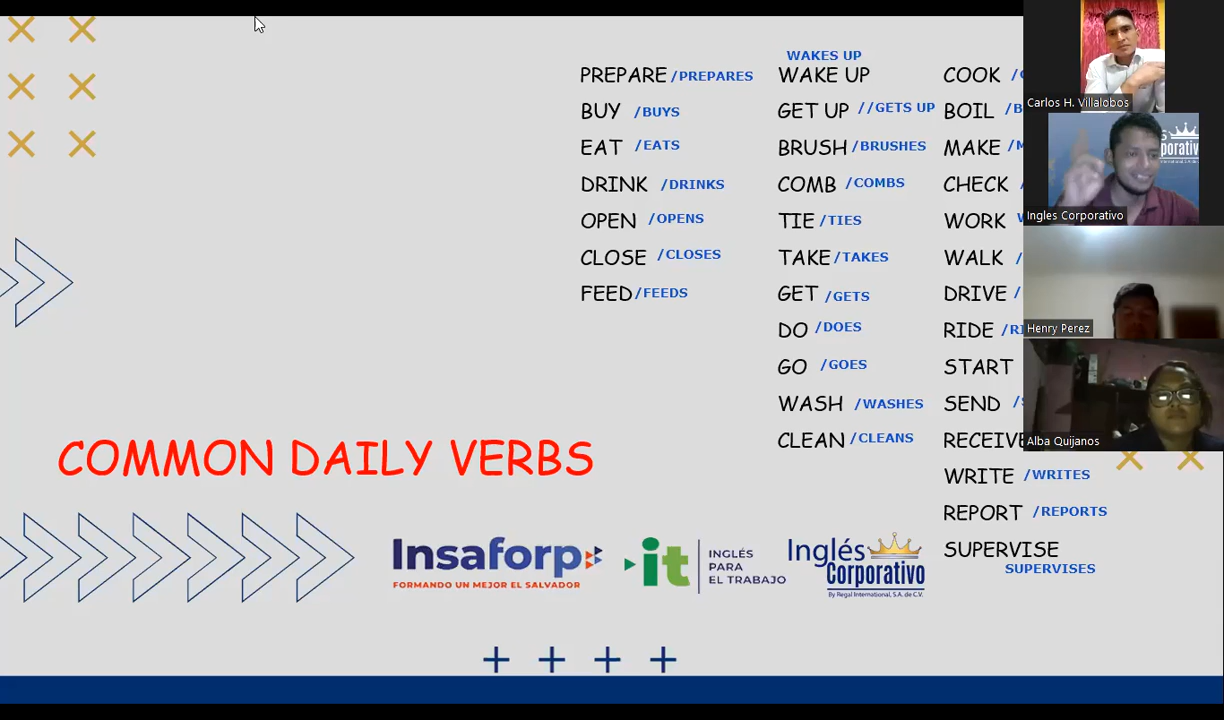 PREPARE /PREPARES
BUY /BUYS
EAT /EATS
DRINK /DRINKS
OPEN /OPENS
CLOSE /CLOSES
FEED /FEEDS
WAKES UP
WAKE UP
GET UP //GETS UP
BRUSH /BRUSHES
COMB /COMBS
TIE /TIES
TAKE /TAKES
GET /GETS
DO /DOES
GO /GOES
WASH /WASHES
CLEAN /CLEANS
COOK
BOIL
MAKE
CHECK
WORK
WALK
DRIVE
RIDE
START
SEND
RECEIVE
WRITE /WRITES
REPORT /REPORTS
SUPERVISE
SUPERVISES
COMMON DAILY VERBS
Insaforp
FORMANDO UN MEJOR EL SALVADOR
it
INGLÉS
PARA
EL TRABAJO
Inglés
Corporativo
By Regal International, S.A. de C.V.
Carlos H. Villalobos
Ingles Corporativo
Henry Perez
Alba Quijanos